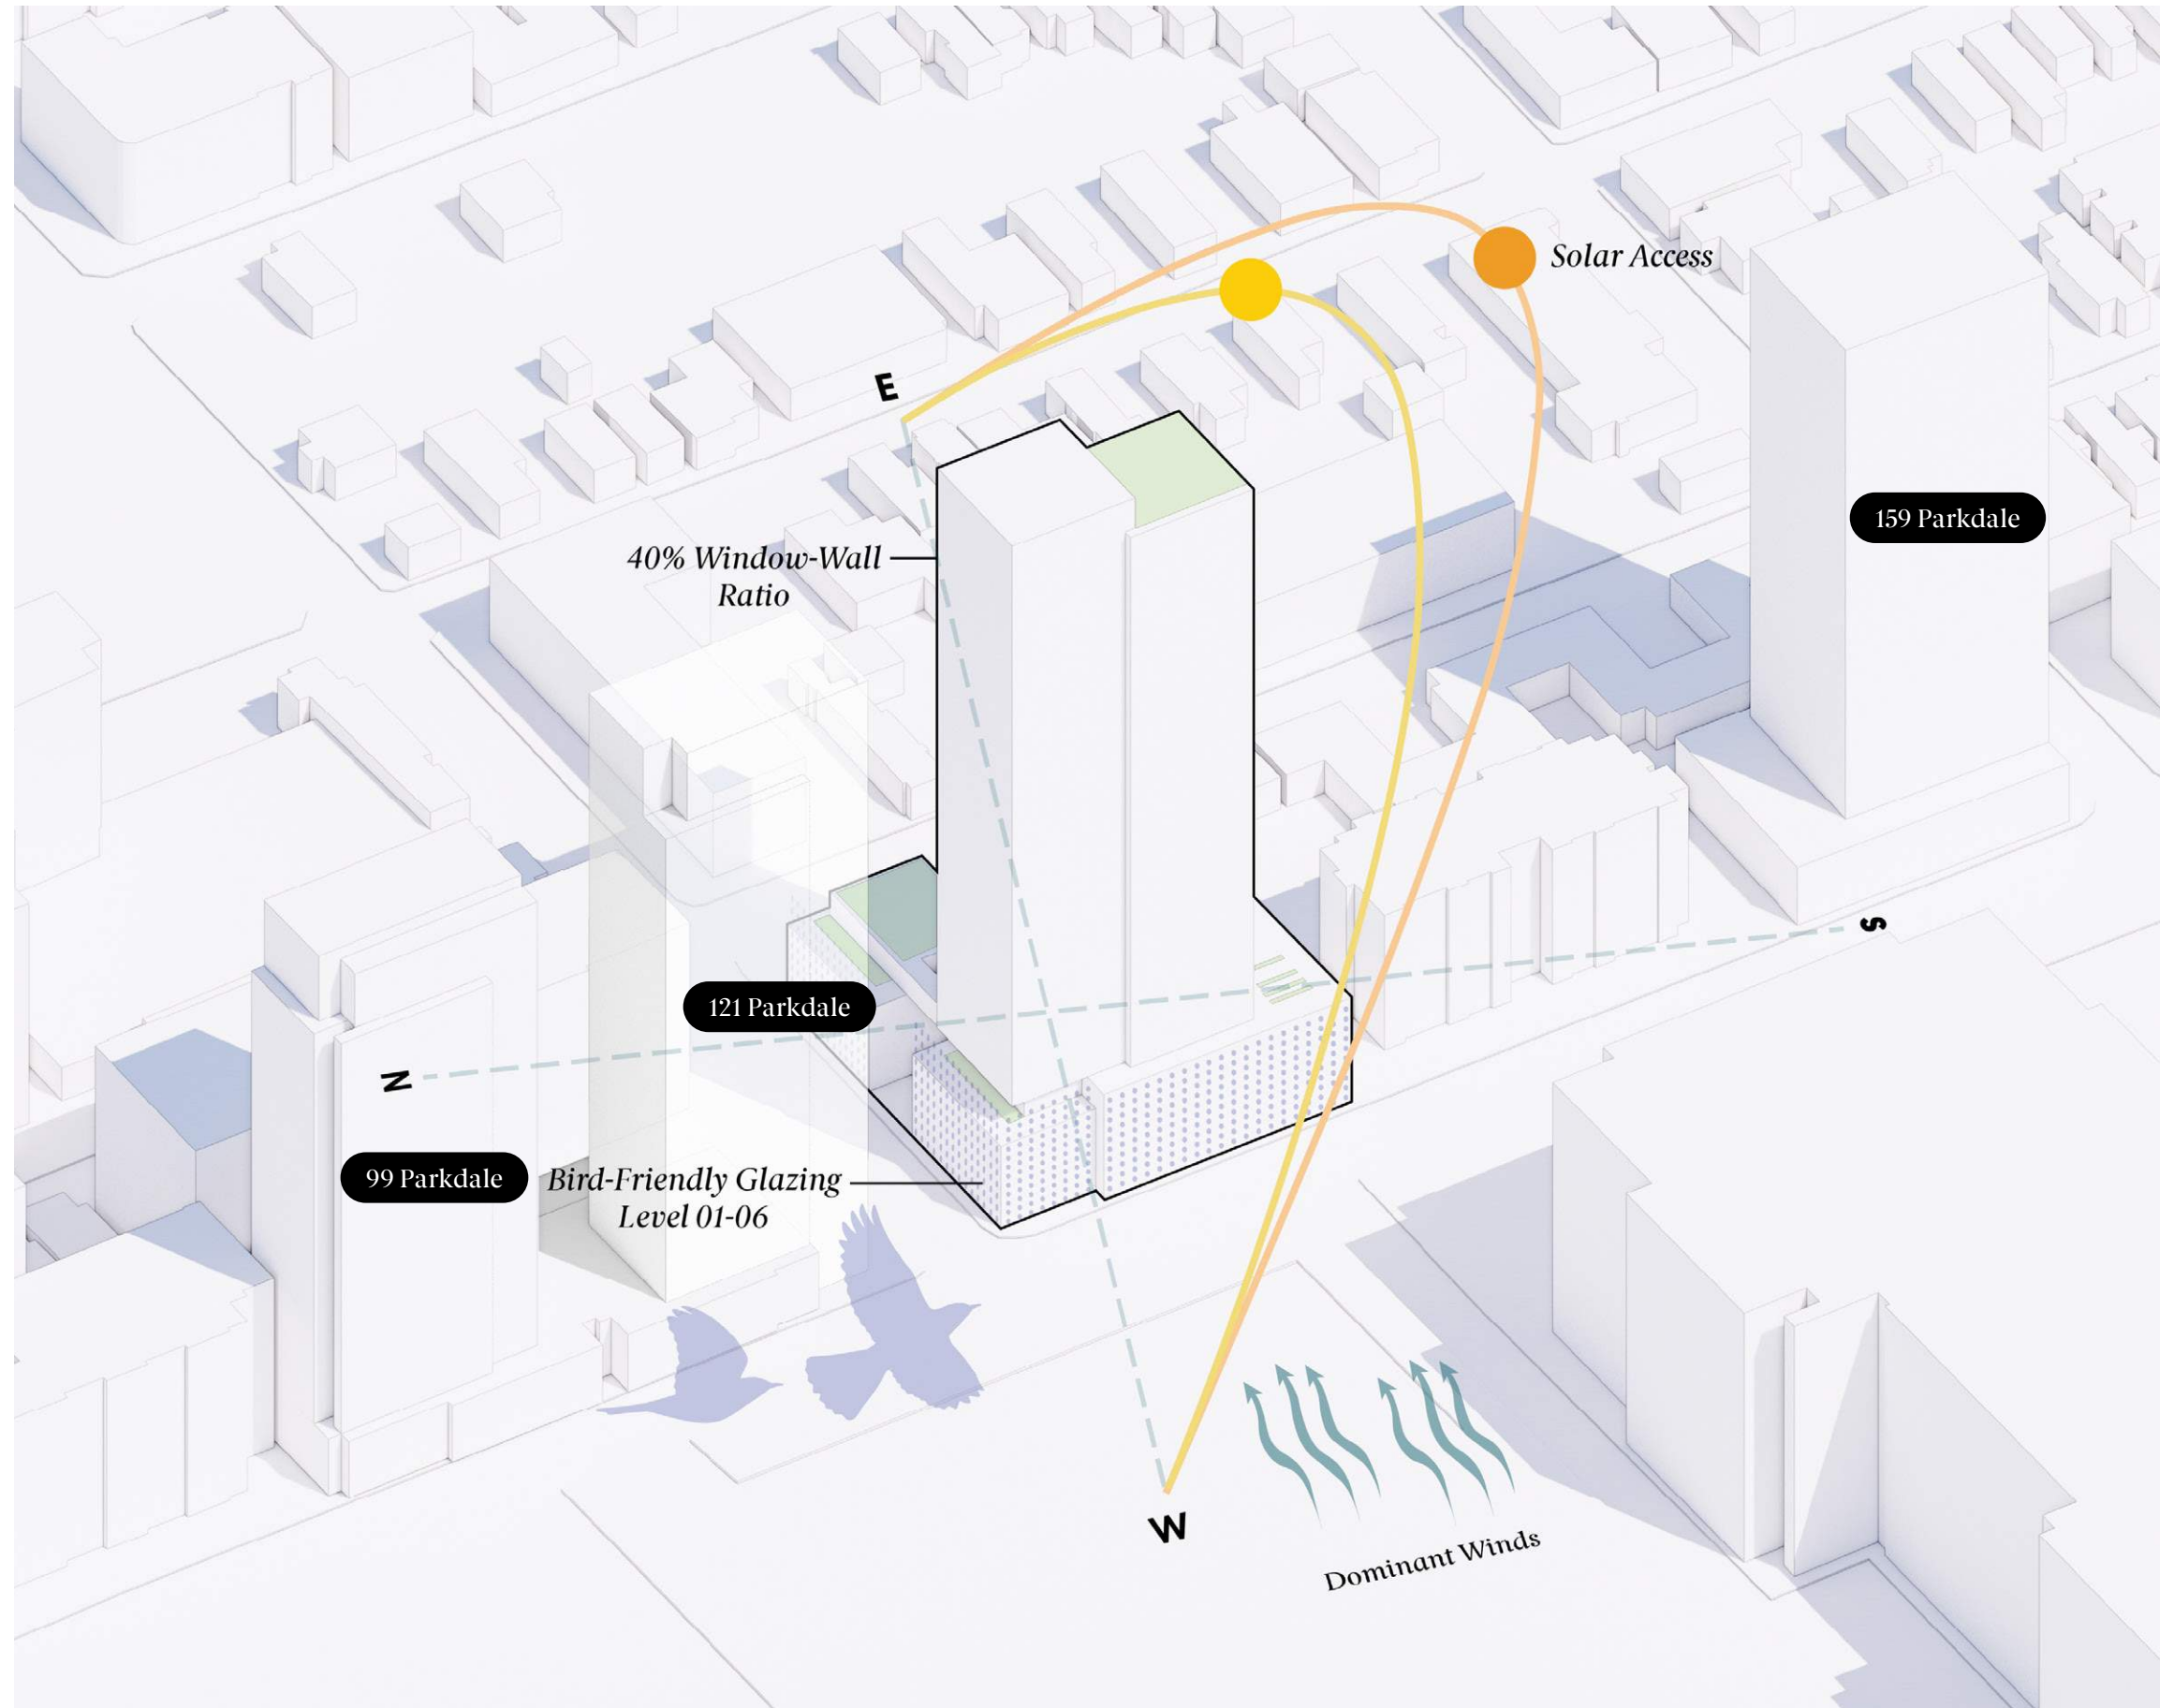 E
Solar Access
159 Parkdale
40% Window-Wall
Ratio
S
121 Parkdale
N
99 Parkdale
Bird-Friendly Glazing
Level 01-06
W
Dominant Winds